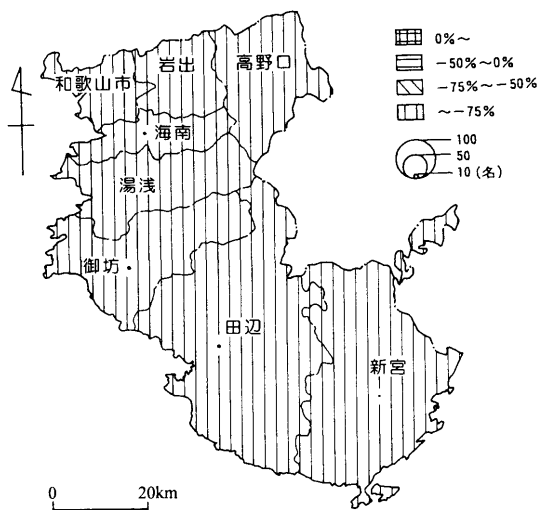 0%～
-50%～0%
-75%～-50%
～-75%
100
50
10(名)
和歌山市
岩出
高野口
海南
湯浅
御坊
田辺
新宮
0 20km